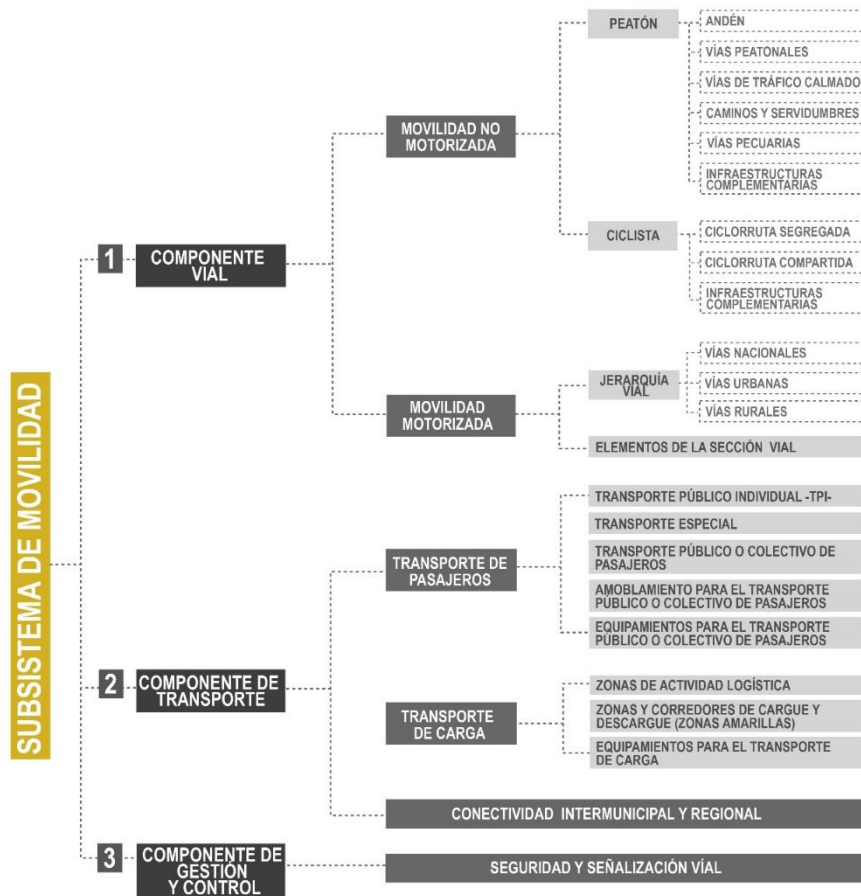 SUBSISTEMA DE MOVILIDAD
1
COMPONENTE
VIAL
MOVILIDAD NO
MOTORIZADA
PEATÓN
ANDÉN
VÍAS PEATONALES
VÍAS DE TRÁFICO CALMADO
CAMINOS Y SERVIDUMBRES
VÍAS PECUARIAS
INFRAESTRUCTURAS
COMPLEMENTARIAS
CICLISTA
CICLORRUTA SEGREGADA
CICLORRUTA COMPARTIDA
INFRAESTRUCTURAS
COMPLEMENTARIAS
MOVILIDAD
MOTORIZADA
JERARQUÍA
VIAL
VÍAS NACIONALES
VÍAS URBANAS
VÍAS RURALES
ELEMENTOS DE LA SECCIÓN VIAL
2
COMPONENTE DE
TRANSPORTE
TRANSPORTE DE
PASAJEROS
TRANSPORTE PÚBLICO INDIVIDUAL -TPI-
TRANSPORTE ESPECIAL
TRANSPORTE PÚBLICO O COLECTIVO DE
PASAJEROS
AMOBLAMIENTO PARA EL TRANSPORTE
PÚBLICO O COLECTIVO DE PASAJEROS
EQUIPAMIENTOS PARA EL TRANSPORTE
PÚBLICO O COLECTIVO DE PASAJEROS
TRANSPORTE
DE CARGA
ZONAS DE ACTIVIDAD LOGÍSTICA
ZONAS Y CORREDORES DE CARGUE Y
DESCARGUE (ZONAS AMARILLAS)
EQUIPAMIENTOS PARA EL TRANSPORTE
DE CARGA
CONECTIVIDAD INTERMUNICIPAL Y REGIONAL
3
COMPONENTE DE
GESTIÓN
Y CONTROL
SEGURIDAD Y SEÑALIZACIÓN VÍAL